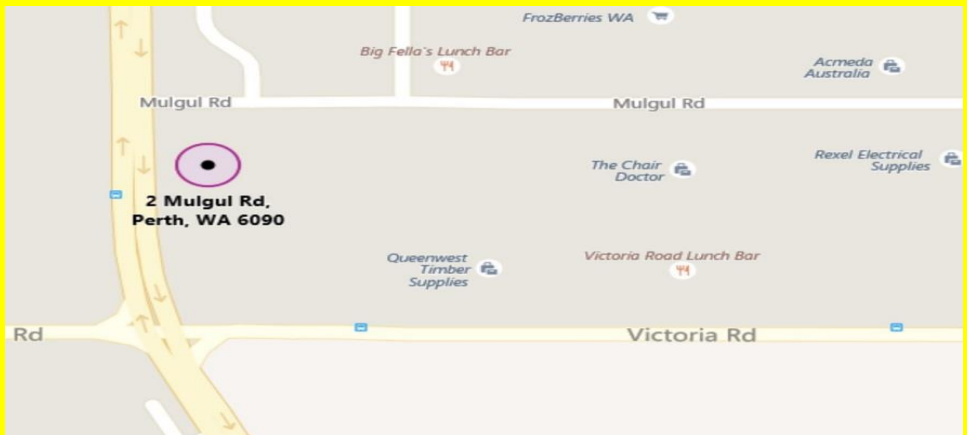 FrozBerries WA
Big Fella's Lunch Bar
Acmeda
Australia
Mulgul Rd
Mulgul Rd
The Chair
Doctor
Rexel Electrical
Supplies
2 Mulgul Rd,
Perth, WA 6090
Queenwest
Timber
Supplies
Victoria Road Lunch Bar
Rd
Victoria Rd